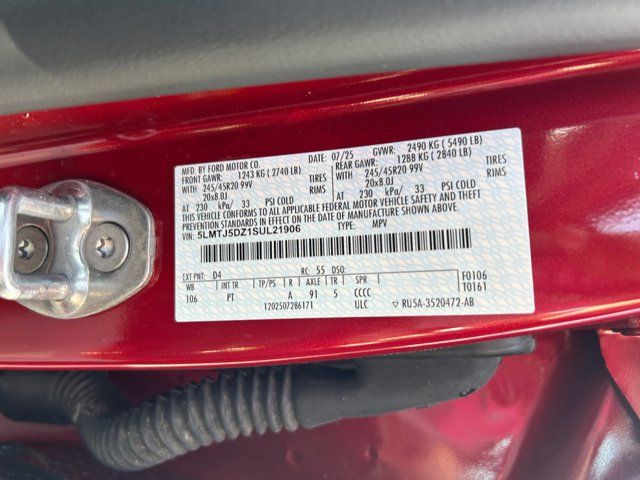 MFD. BY FORD MOTOR CO.
DATE: 07/25 GVWR: 2490 KG ( 5490 LB)
FRONT GAWR: 1243 KG ( 2740 LB) REAR GAWR: 1288 KG ( 2840 LB)
WITH 245/45R20 99V TIRES WITH 245/45R20 99V TIRES
20x8.0J RIMS 20x8.0J RIMS
AT 230 kPa/ 33 PSI COLD AT 230 kPa/ 33 PSI COLD
THIS VEHICLE CONFORMS TO ALL APPLICABLE FEDERAL MOTOR VEHICLE SAFETY AND THEFT
PREVENTION STANDARDS IN EFFECT ON THE DATE OF MANUFACTURE SHOWN ABOVE.
VIN: 5LMTJ5DZ1SUL21906 TYPE: MPV
EXT PNT: D4 RC: 55 DSO:
WB INT TR TP/PS R AXLE TR SPR
106 PT A 91 5 CCCC
1202507286171 ULC
F0106
T0161
▽ RU5A-3520472-AB